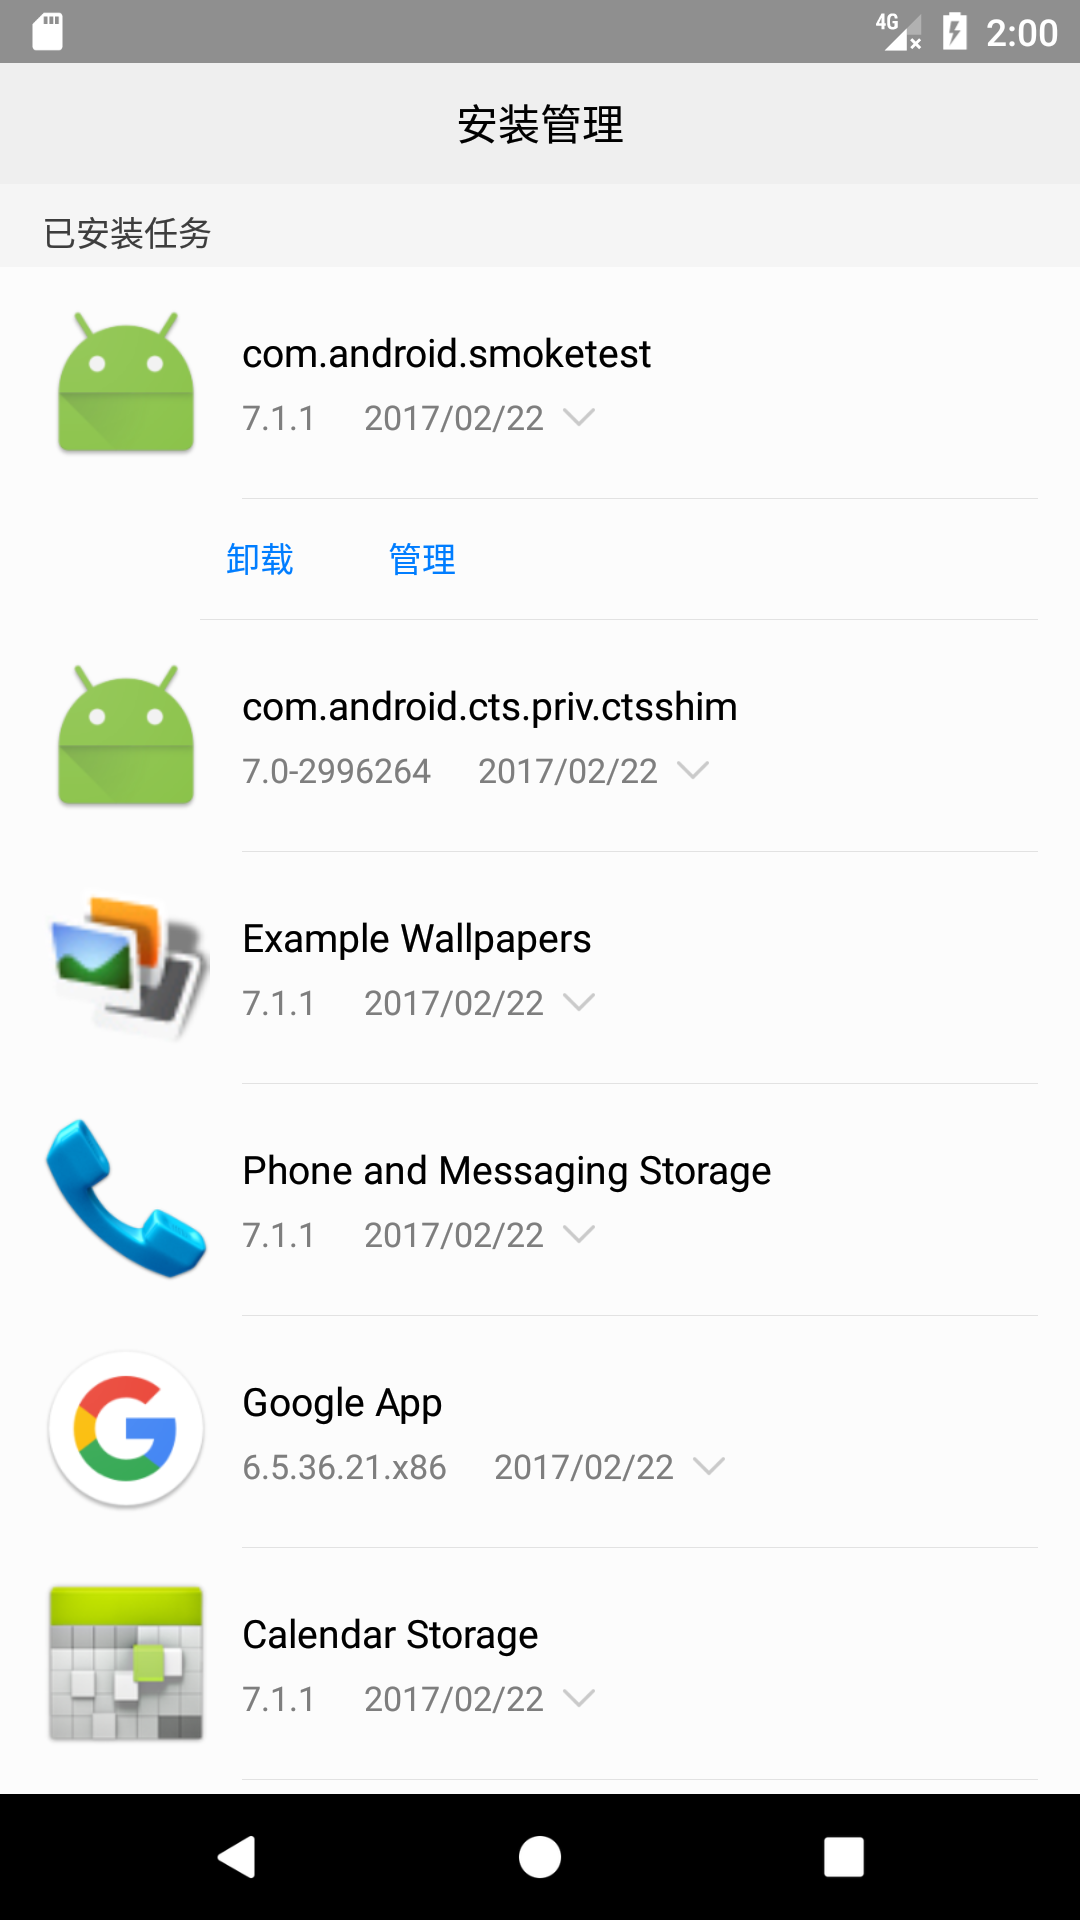 4G 2:00
安装管理
已安装任务
com.android.smoketest
7.1.1 2017/02/22
卸载 管理
com.android.cts.priv.ctsshim
7.0-2996264 2017/02/22
Example Wallpapers
7.1.1 2017/02/22
Phone and Messaging Storage
7.1.1 2017/02/22
Google App
6.5.36.21.x86 2017/02/22
Calendar Storage
7.1.1 2017/02/22